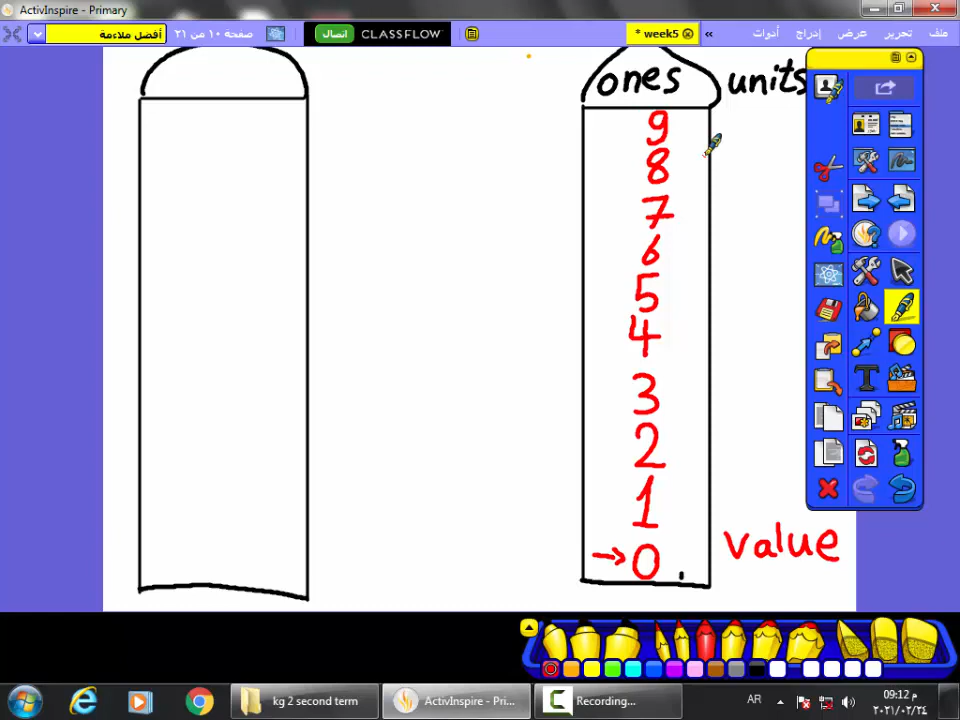 ActivInspire - Primary
أفضل ملاءمة
صفحة ١٠ من ٢١
اتصال CLASSFLOW
* week5
»
أدوات إدراج عرض تحرير ملف
ones units
9
8
7
6
5
4
3
2
1
→0 value
kg 2 second term
ActivInspire - Pri...
Recording...
AR
09:12 م
٢٠٢١/٠٢/٢٤